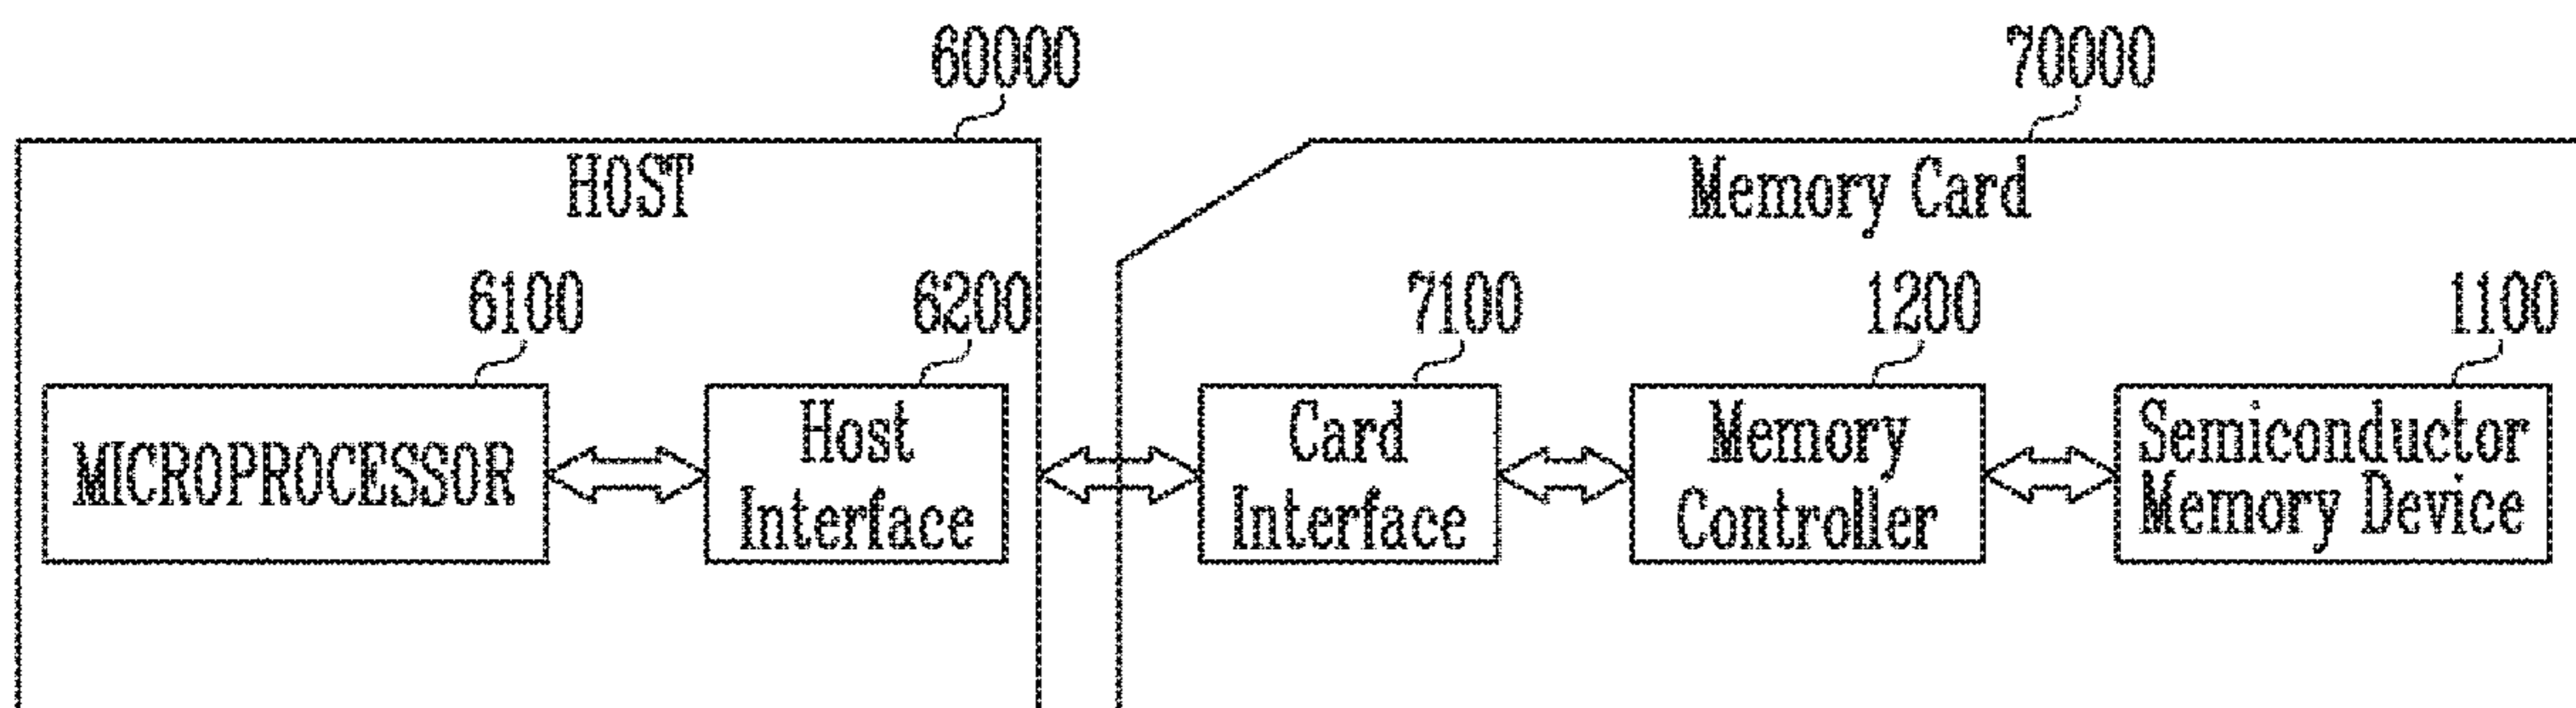 60000
70000
HOST
Memory Card
6100
6200
7100
1200
1100
MICROPROCESSOR
Host
Interface
Card
Interface
Memory
Controller
Semiconductor
Memory Device